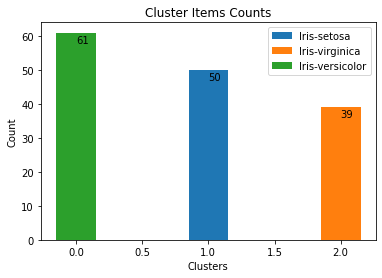 Cluster Items Counts
Iris-setosa
Iris-virginica
Iris-versicolor
61
50
39
Count
60
50
40
30
20
10
0
0.0 0.5 1.0 1.5 2.0
Clusters